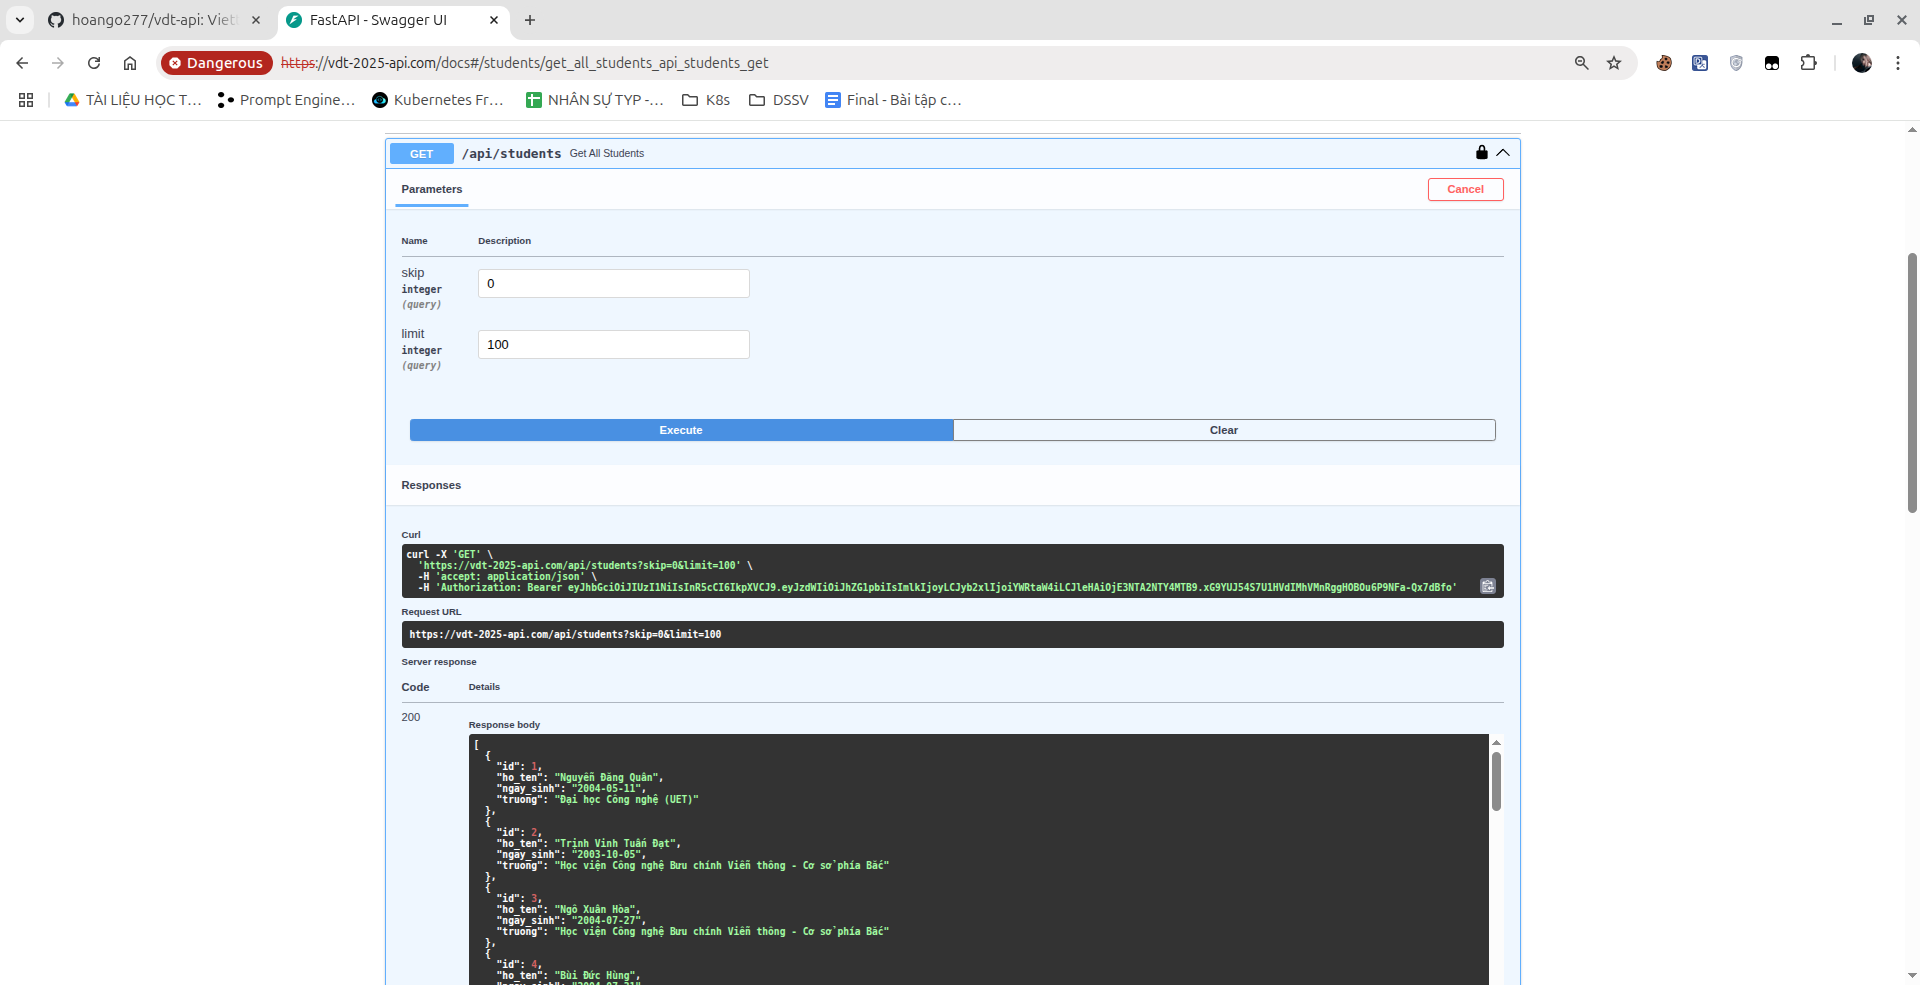 hoango277/vdt-api: Viet
FastAPI - Swagger UI
Dangerous
https://vdt-2025-api.com/docs#/students/get_all_students_api_students_get
TÀI LIỆU HỌC T... Prompt Engine... Kubernetes Fr... NHÂN SỰ TYP -... K8s DSSV Final - Bài tập c...
GET /api/students Get All Students
Parameters
Cancel
Name Description
skip
integer
(query)
0
limit
integer
(query)
100
Execute Clear
Responses
Curl
curl -X 'GET' \
'https://vdt-2025-api.com/api/students?skip=0&limit=100' \
-H 'accept: application/json' \
-H 'Authorization: Bearer eyJhbGciOiJIUzI1NiIsInR5cCI6IkpXVCJ9.eyJzdWIiOiJhZG1pbiIsImlkIjoyLCJyb2xlIjoiYWRtaW4iLCJleHAiOjE3NTA2NTY4MTB9.xG9YUJ54S7U1HVdIMhVMnRggHOBOu6P9NFa-Qx7dBfo'
Request URL
https://vdt-2025-api.com/api/students?skip=0&limit=100
Server response
Code Details
200
Response body
[
{
"id": 1,
"ho_ten": "Nguyễn Đăng Quân",
"ngay_sinh": "2004-05-11",
"truong": "Đại học Công nghệ (UET)"
},
{
"id": 2,
"ho_ten": "Trịnh Vinh Tuấn Đạt",
"ngay_sinh": "2003-10-05",
"truong": "Học viện Công nghệ Bưu chính Viễn thông - Cơ sở phía Bắc"
},
{
"id": 3,
"ho_ten": "Ngô Xuân Hòa",
"ngay_sinh": "2004-07-27",
"truong": "Học viện Công nghệ Bưu chính Viễn thông - Cơ sở phía Bắc"
},
{
"id": 4,
"ho_ten": "Bùi Đức Hùng",
"ngay_sinh": "2004-07-31",